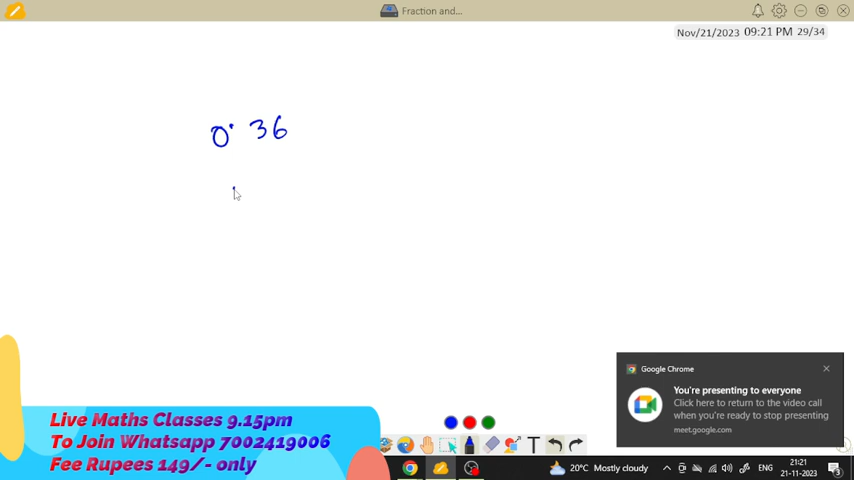 Fraction and...
Nov/21/2023 09:21 PM 29/34
0.36
Google Chrome
You're presenting to everyone
Click here to return to the video call
when you're ready to stop presenting
meet.google.com
Live Maths Classes 9.15pm
To Join Whatsapp 7002419006
Fee Rupees 149/- only
T
20°C Mostly cloudy
ENG
21:21
21-11-2023
3